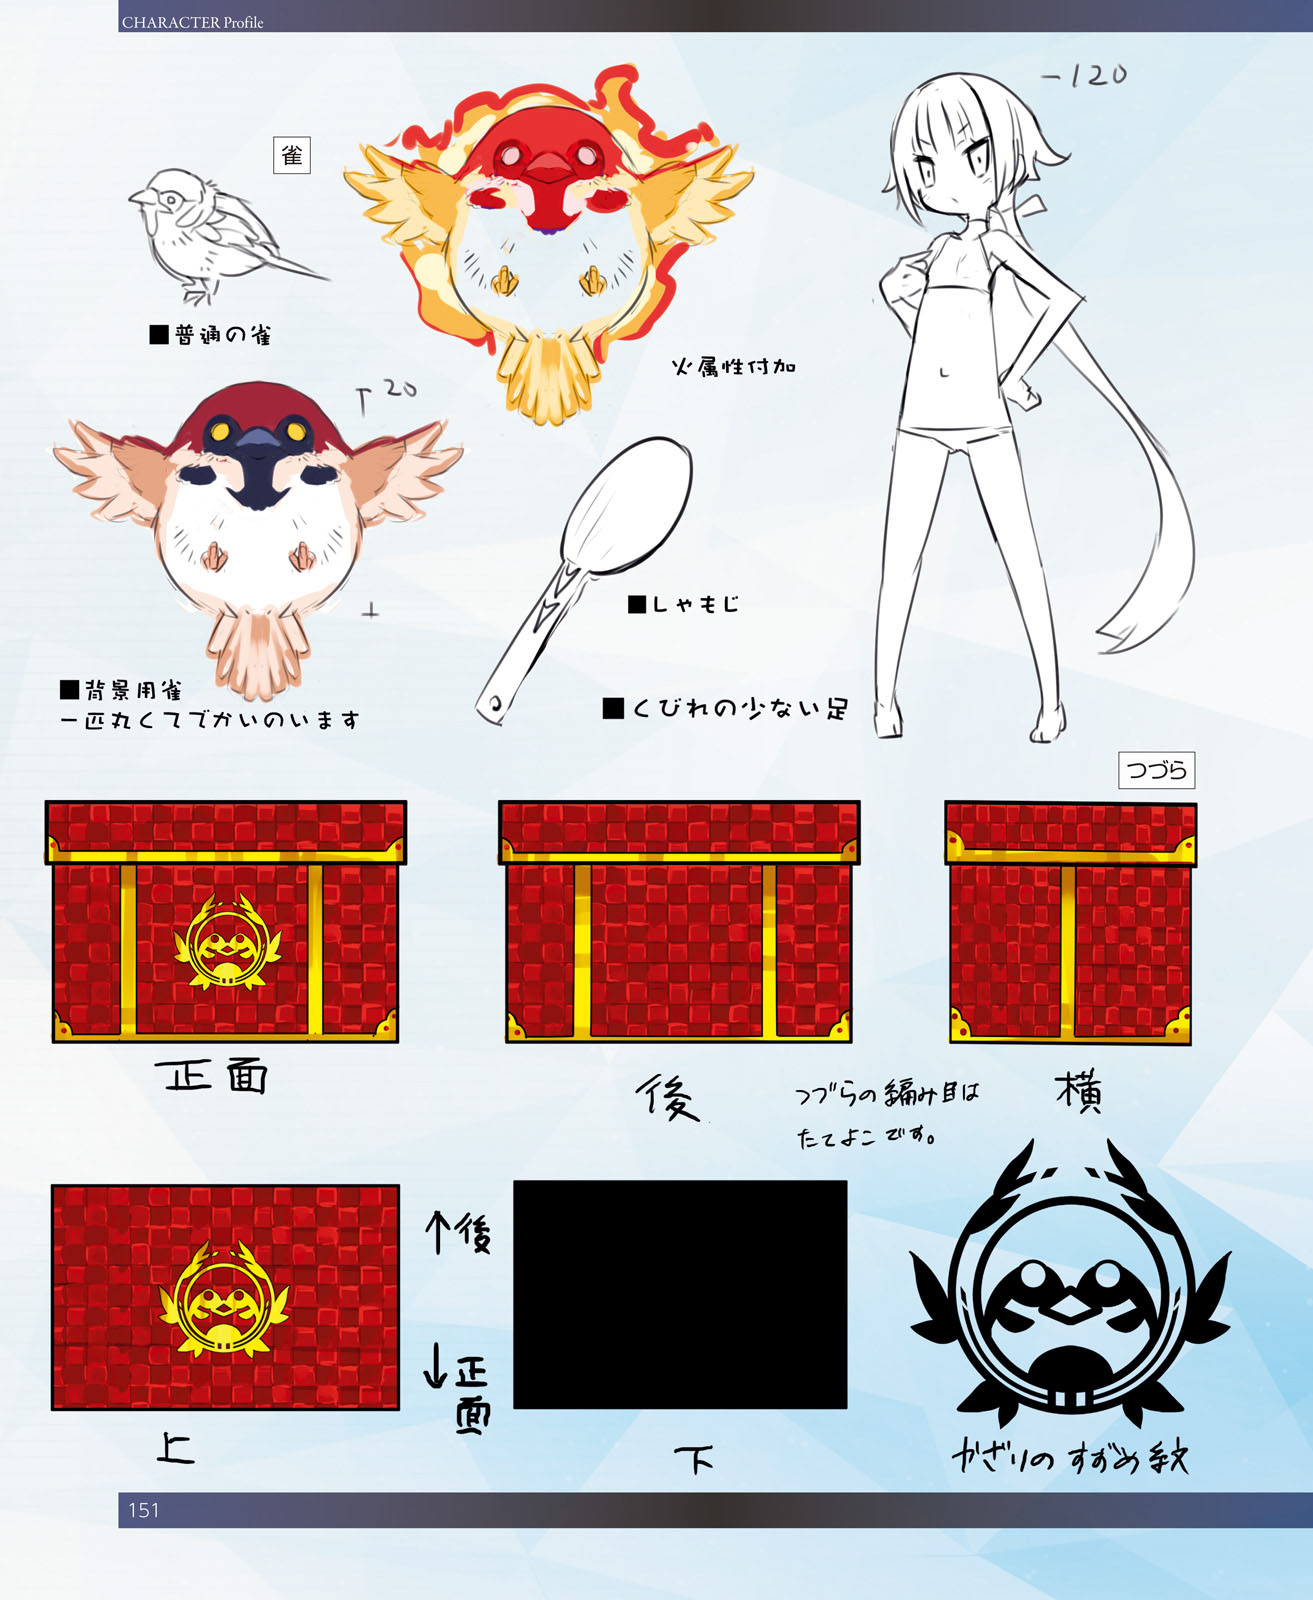 CHARACTER Profile
雀
120
■普通の雀
火属性付加
20
■しゃもじ
■背景用雀
一匹丸くてでかいのいます
■くびれの少ない足
つづら
正面
後
つづらの編み目は
たてよこです。
横
↑後
↓正面
上
下
かざりのすずめ紋
151